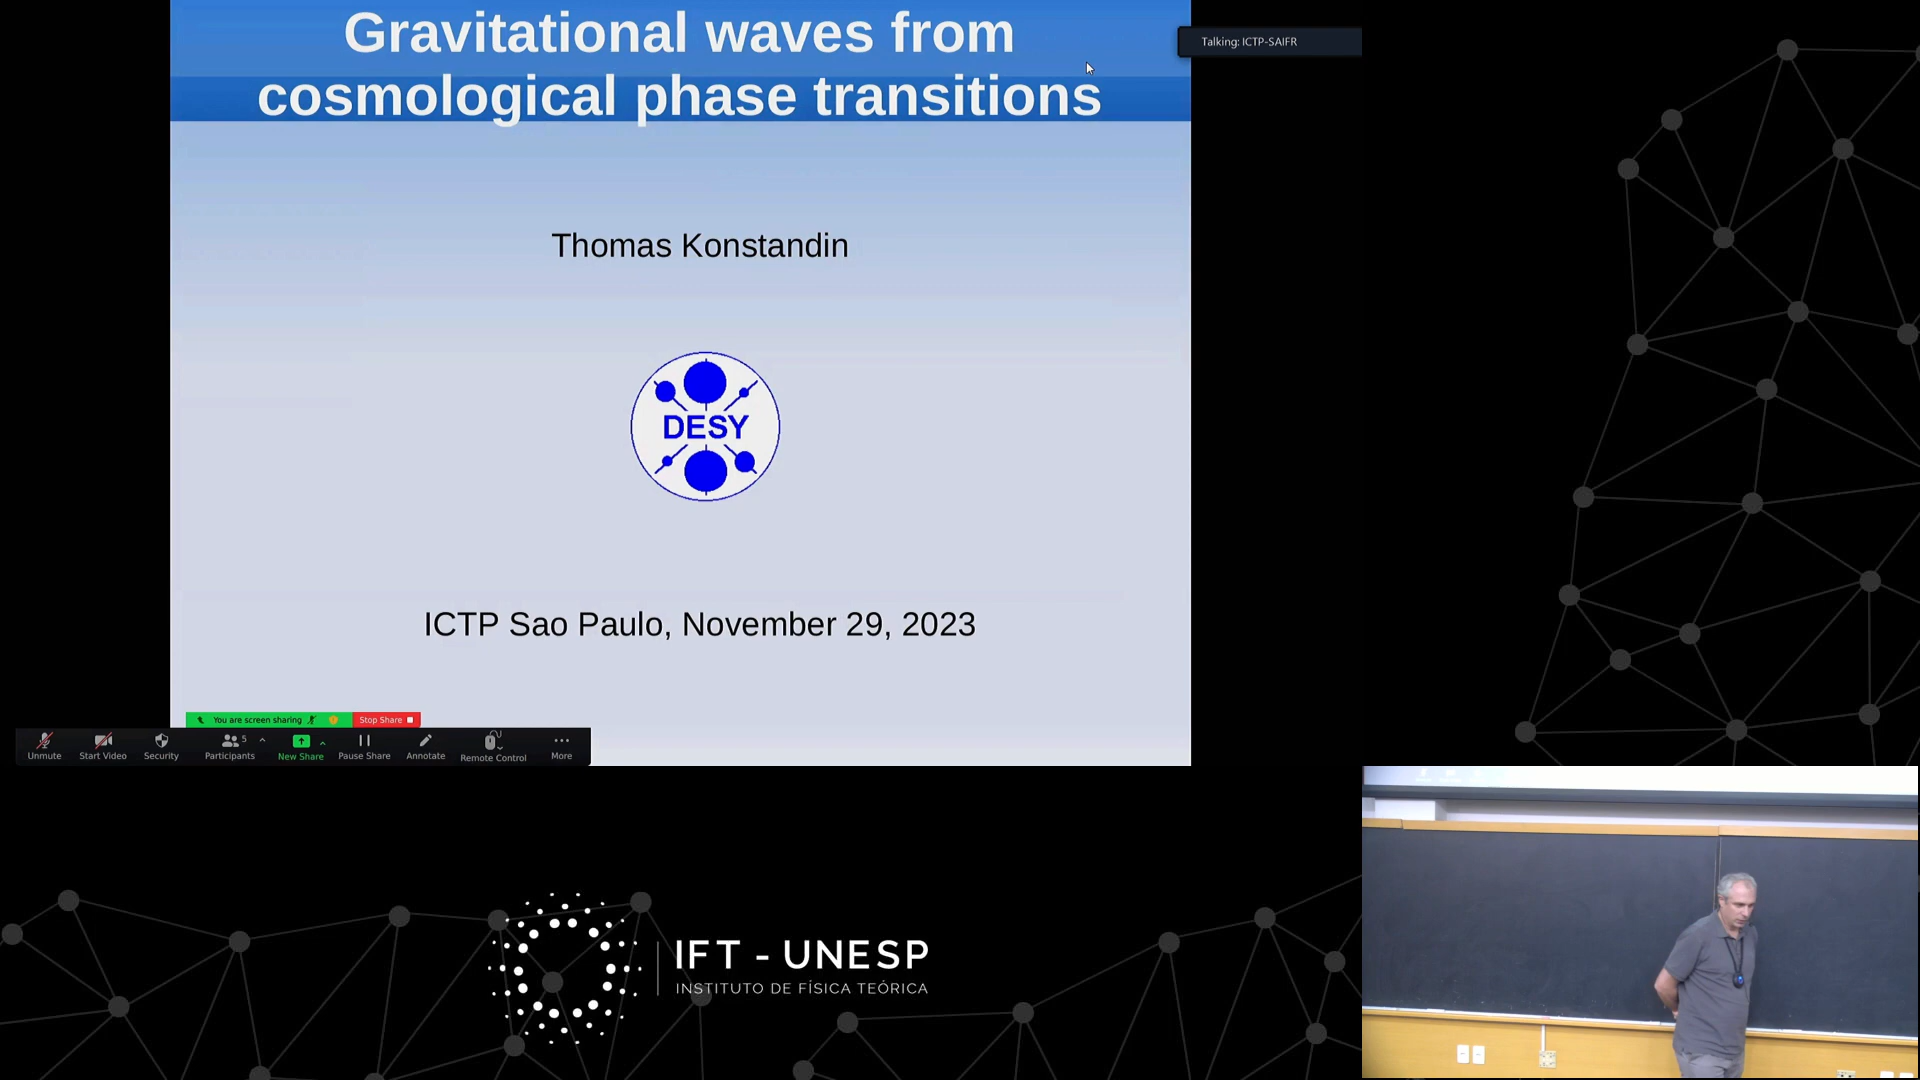 Gravitational waves from
cosmological phase transitions
Talking: ICTP-SAIFR
Thomas Konstandin
DESY
ICTP Sao Paulo, November 29, 2023
You are screen sharing
Stop Share
Unmute
Start Video
Security
Participants
5
New Share
Pause Share
Annotate
Remote Control
More
IFT - UNESP
INSTITUTO DE FÍSICA TEÓRICA